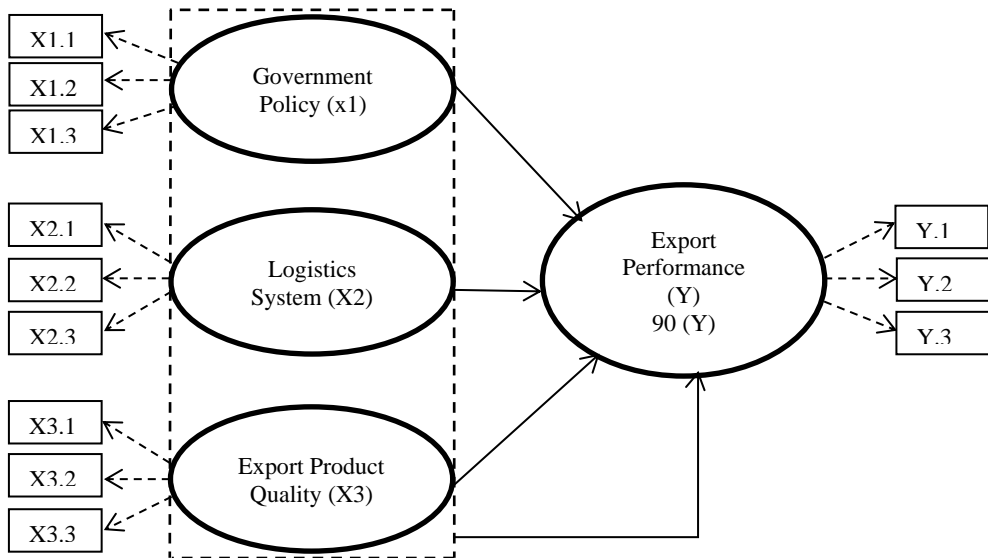 X1.1
X1.2
X1.3
Government
Policy (x1)
X2.1
X2.2
X2.3
Logistics
System (X2)
X3.1
X3.2
X3.3
Export Product
Quality (X3)
Export
Performance
(Y)
90 (Y)
Y.1
Y.2
Y.3